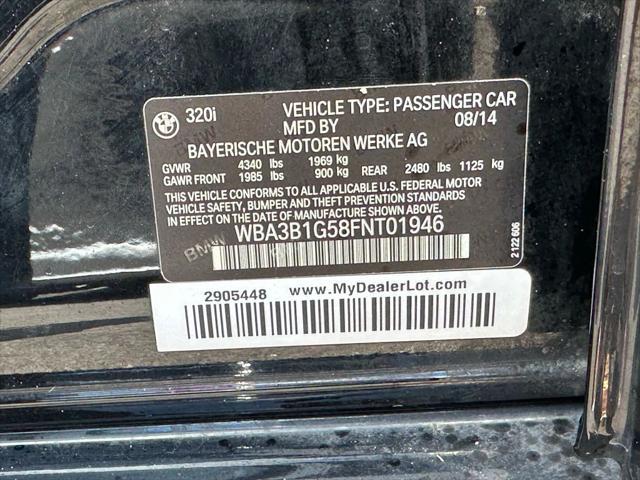 320i VEHICLE TYPE: PASSENGER CAR
MFD BY 08/14
BAYERISCHE MOTOREN WERKE AG
GVWR 4340 lbs 1969 kg
GAWR FRONT 1985 lbs 900 kg REAR 2480 lbs 1125 kg
THIS VEHICLE CONFORMS TO ALL APPLICABLE U.S. FEDERAL MOTOR
VEHICLE SAFETY, BUMPER AND THEFT PREVENTION STANDARDS
IN EFFECT ON THE DATE OF MANUFACTURE SHOWN ABOVE.
WBA3B1G58FNT01946
2122606
BMW
2905448 www.MyDealerLot.com